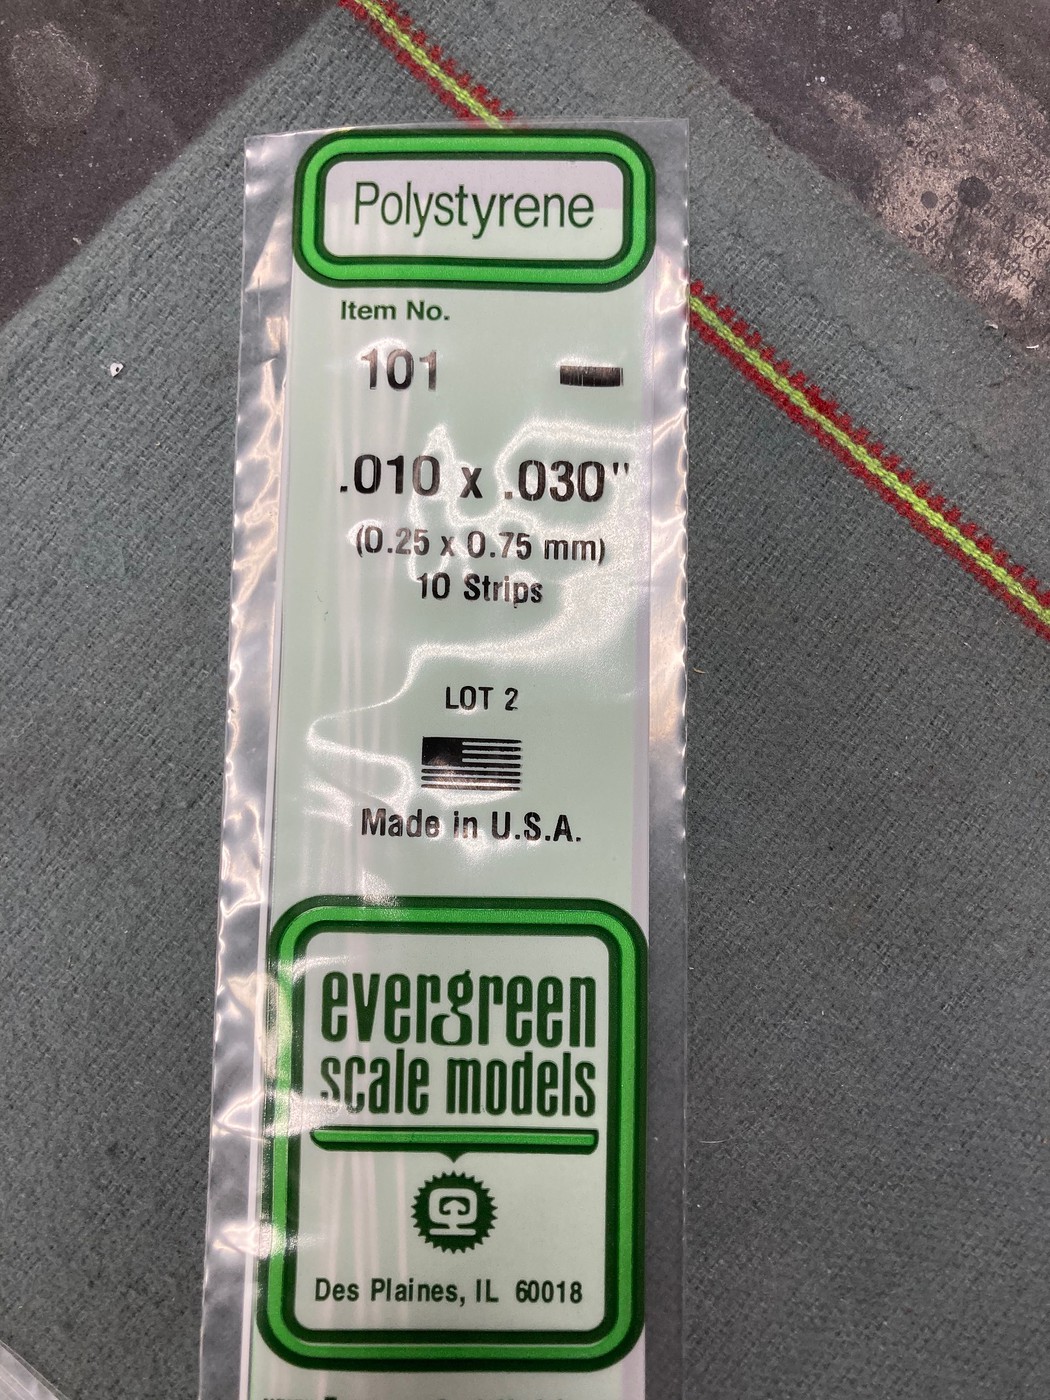 Polystyrene
Item No.
101
.010 x .030"
(0.25 x 0.75 mm)
10 Strips
LOT 2
Made in U.S.A.
evergreen
scale models
Des Plaines, IL 60018